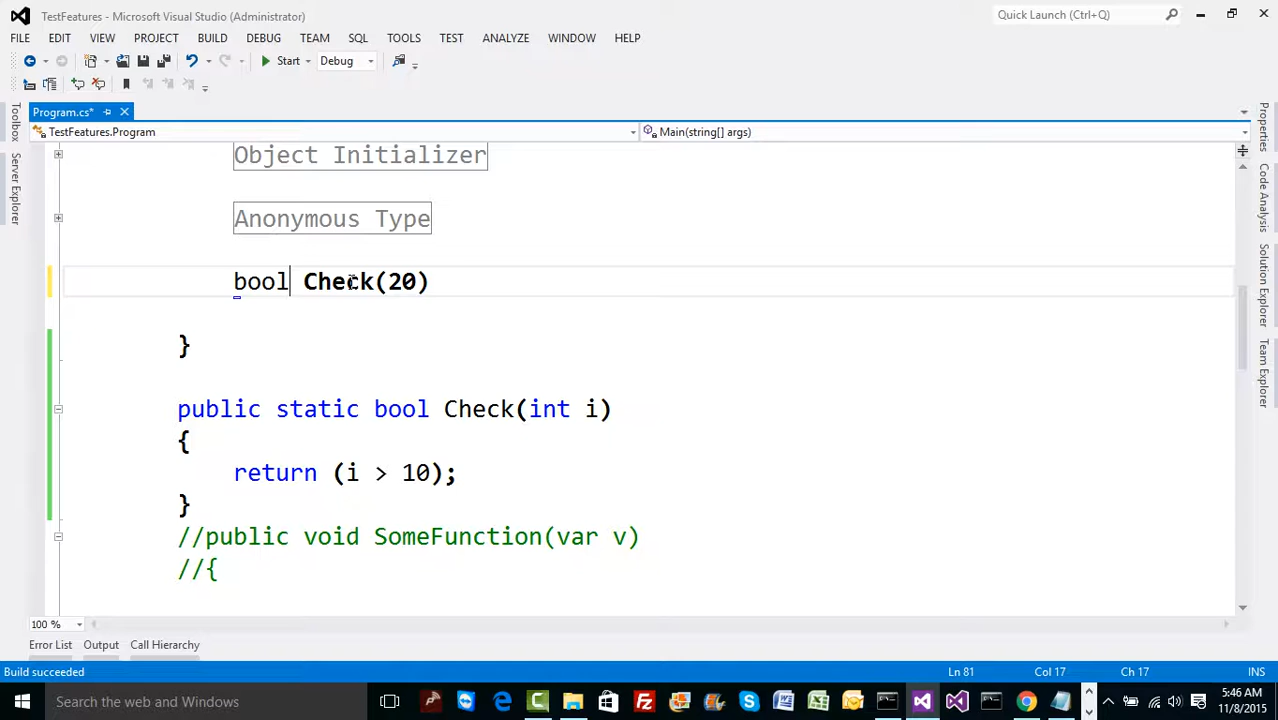 TestFeatures - Microsoft Visual Studio (Administrator)
Quick Launch (Ctrl+Q)
FILE EDIT VIEW PROJECT BUILD DEBUG TEAM SQL TOOLS TEST ANALYZE WINDOW HELP
Start Debug
Program.cs*
TestFeatures.Program Main(string[] args)
Toolbox
Server Explorer
Properties
Code Analysis
Solution Explorer
Team Explorer
Object Initializer
Anonymous Type
bool Check(20)
}
public static bool Check(int i)
{
return (i > 10);
}
//public void SomeFunction(var v)
//{
100 %
Error List Output Call Hierarchy
Build succeeded Ln 81 Col 17 Ch 17 INS
Search the web and Windows
5:46 AM
11/8/2015